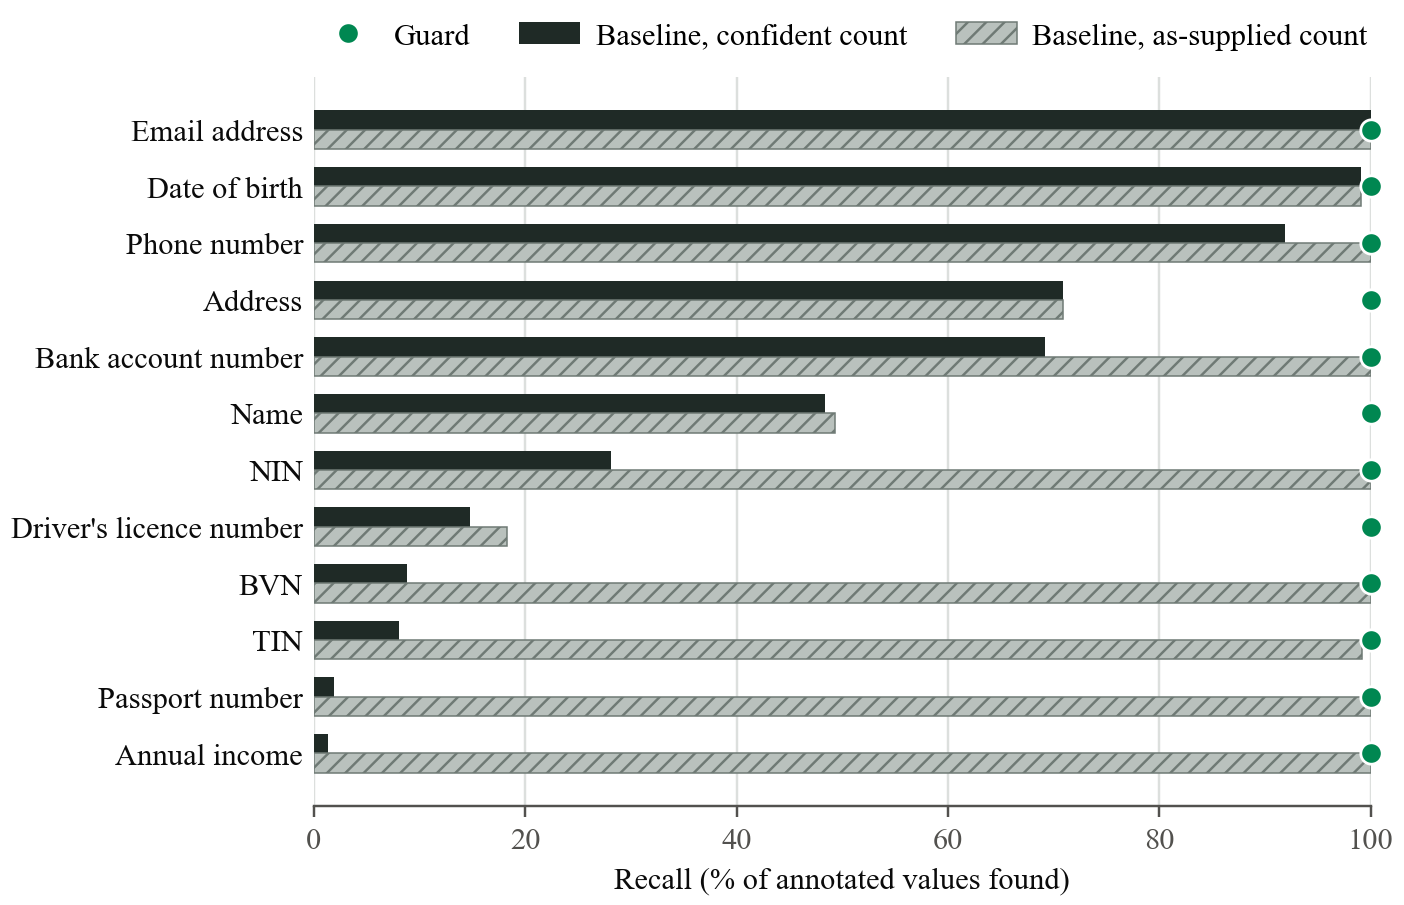 Guard Baseline, confident count Baseline, as-supplied count
Email address
Date of birth
Phone number
Address
Bank account number
Name
NIN
Driver's licence number
BVN
TIN
Passport number
Annual income
0 20 40 60 80 100
Recall (% of annotated values found)